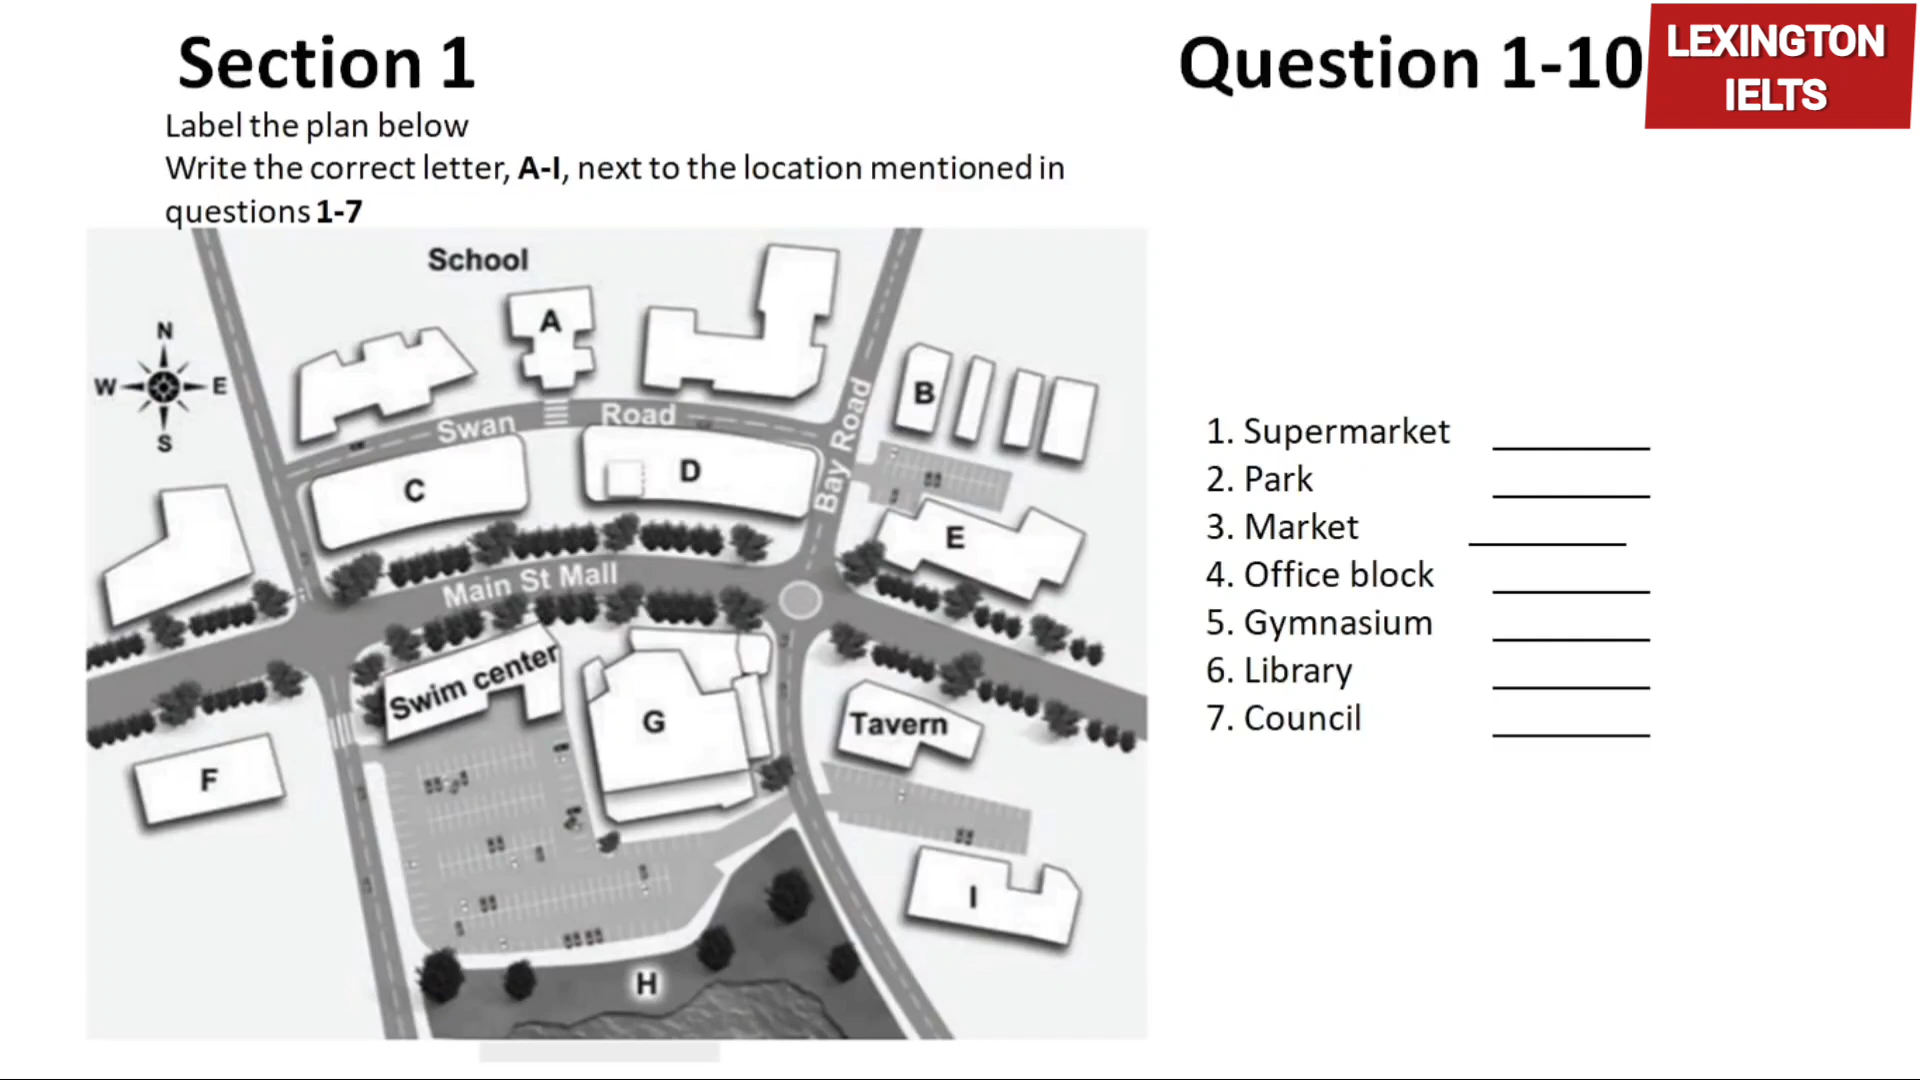 Section 1
Question 1-10
LEXINGTON
IELTS
Label the plan below
Write the correct letter, A-I, next to the location mentioned in
questions 1-7
School
A
N
W E
S
B
Swan Road
Bay Road
C
D
E
Main St Mall
Swim center
G
Tavern
F
I
H
1. Supermarket
2. Park
3. Market
4. Office block
5. Gymnasium
6. Library
7. Council